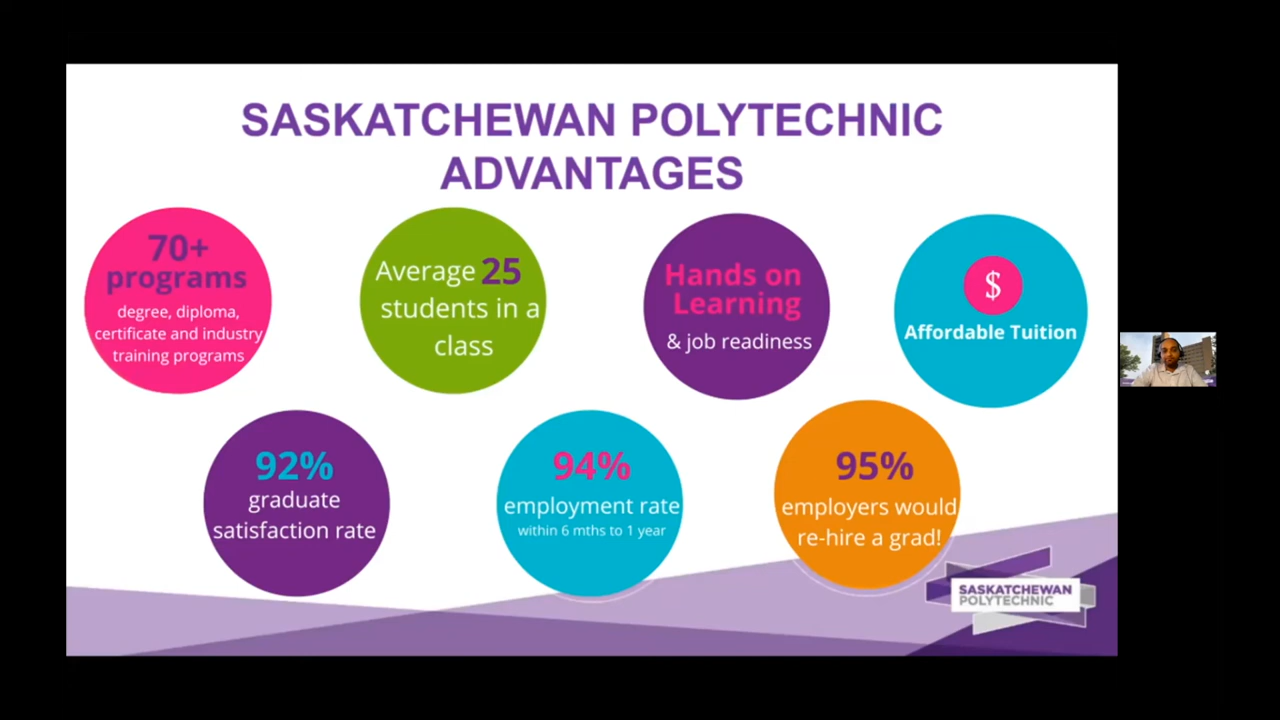 SASKATCHEWAN POLYTECHNIC
ADVANTAGES
70+
programs
degree, diploma,
certificate and industry
training programs
Average 25
students in a
class
Hands on
Learning
& job readiness
$
Affordable Tuition
92%
graduate
satisfaction rate
94%
employment rate
within 6 mths to 1 year
95%
employers would
re-hire a grad!
SASKATCHEWAN
POLYTECHNIC